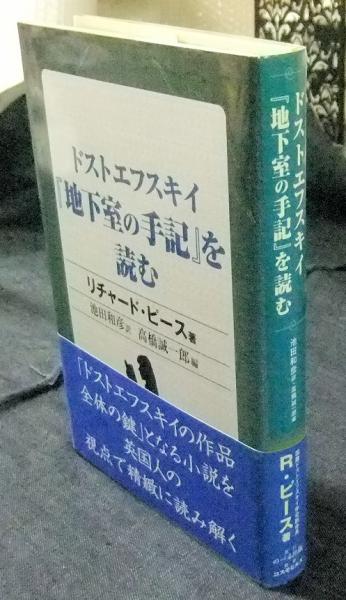 ドストエフスキイ
『地下室の手記』を
読む
リチャード・ピース著
池田和彦訳 高橋誠一郎編
「ドストエフスキイの作品
全体の鍵」となる小説を
英国人の
視点で精緻に読み解く
ドストエフスキイ
『地下室の手記』を読む
池田和彦訳 高橋誠一郎編
R・ピース著